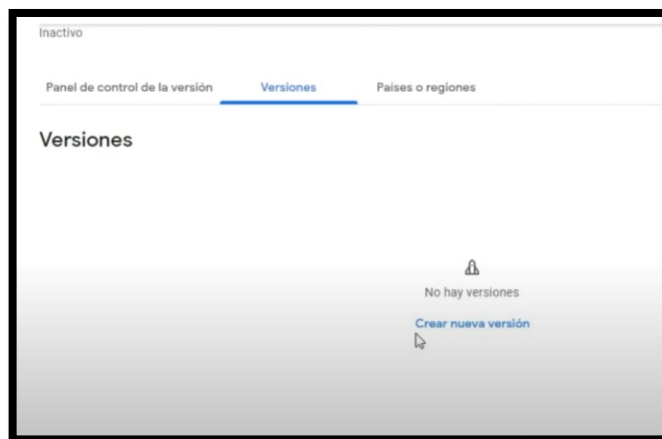 Inactivo
Panel de control de la versión Versiones Países o regiones
Versiones
No hay versiones
Crear nueva versión